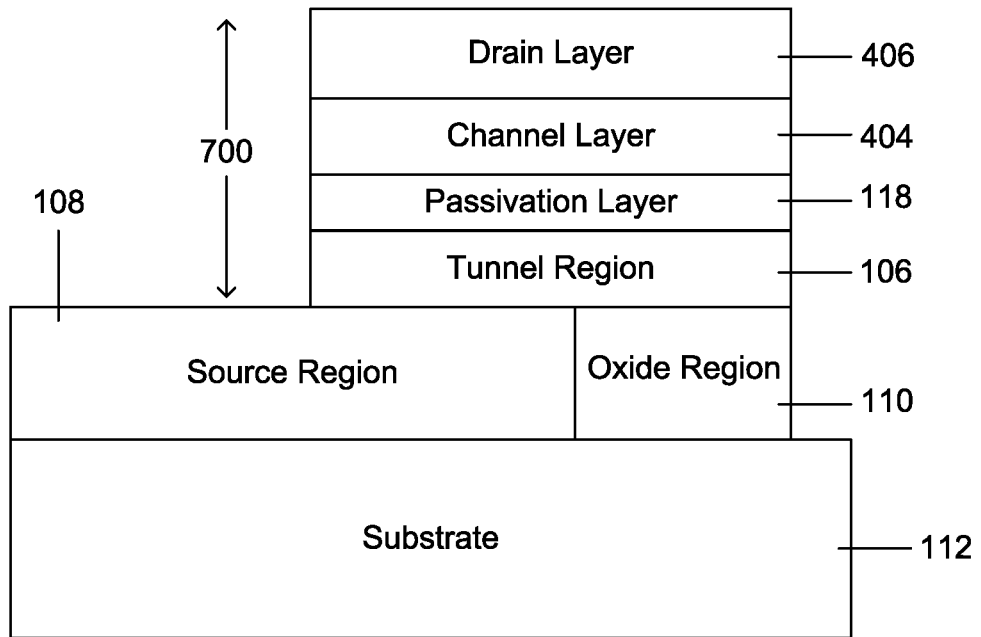 Drain Layer
406
Channel Layer
404
700
Passivation Layer
118
108
Tunnel Region
106
Source Region
Oxide Region
110
Substrate
112